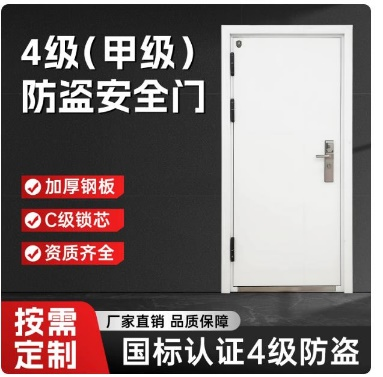 4级（甲级）
防盗安全门
加厚钢板
C级锁芯
资质齐全
按需
定制
厂家直销 品质保障
国标认证4级防盗